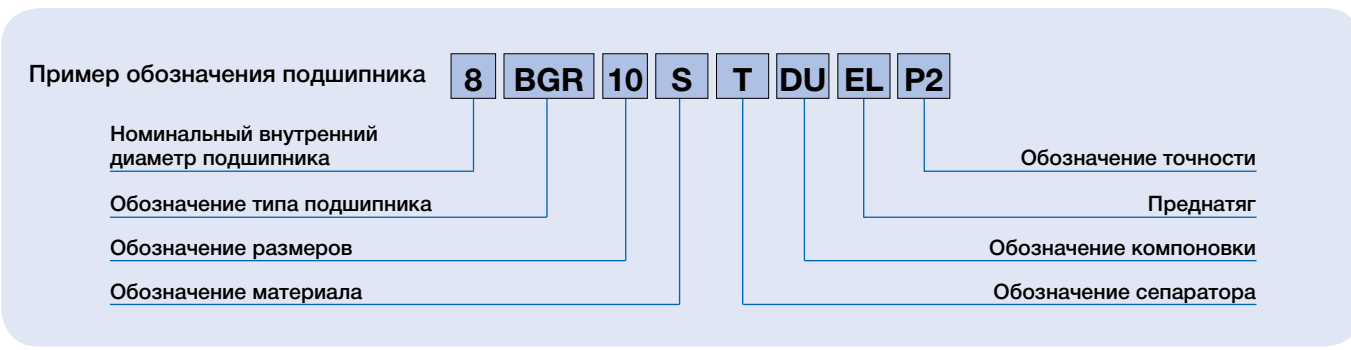 Пример обозначения подшипника 8 BGR 10 S T DU EL P2
Номинальный внутренний
диаметр подшипника
Обозначение точности
Обозначение типа подшипника
Преднатяг
Обозначение размеров
Обозначение компоновки
Обозначение материала
Обозначение сепаратора